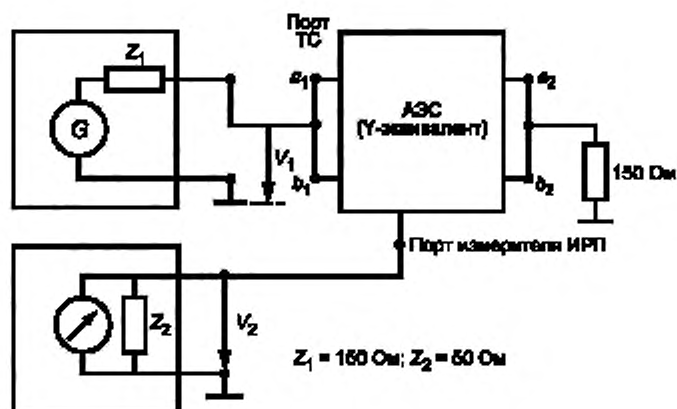 Порт
ТС
Z1
a1
a2
G
АЭС
(Y-эквивалент)
V1
b1
b2
150 Ом
Порт измерителя ИРП
Z2
V2
Z1 = 150 Ом; Z2 = 50 Ом